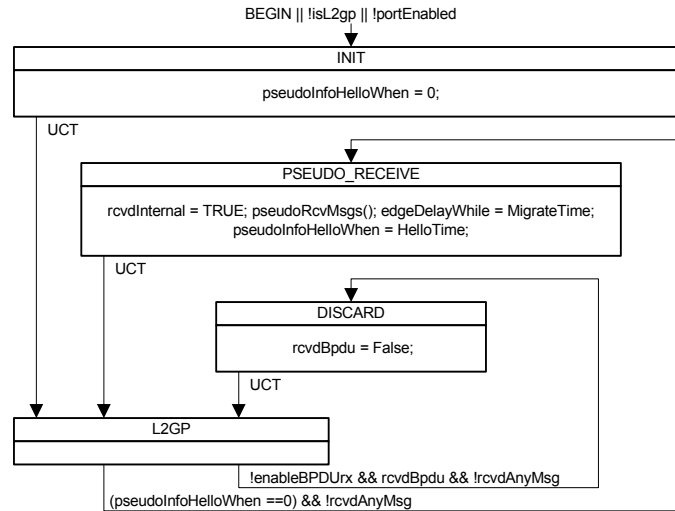 BEGIN || !isL2gp || !portEnabled
INIT
pseudoInfoHelloWhen = 0;
UCT
PSEUDO_RECEIVE
rcvdInternal = TRUE; pseudoRcvMsgs(); edgeDelayWhile = MigrateTime;
pseudoInfoHelloWhen = HelloTime;
UCT
DISCARD
rcvdBpdu = False;
UCT
L2GP
!enableBPDUrx && rcvdBpdu && !rcvdAnyMsg
(pseudoInfoHelloWhen ==0) && !rcvdAnyMsg